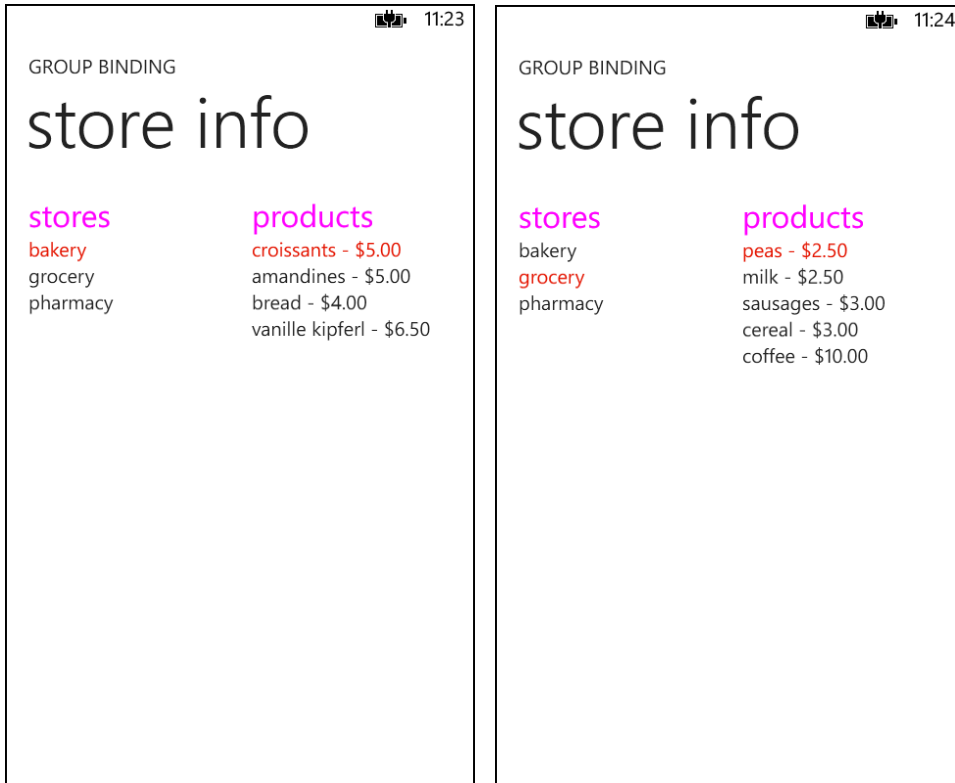 11:23
GROUP BINDING
store info
stores
bakery
grocery
pharmacy
products
croissants - $5.00
amandines - $5.00
bread - $4.00
vanille kipferl - $6.50
11:24
GROUP BINDING
store info
stores
bakery
grocery
pharmacy
products
peas - $2.50
milk - $2.50
sausages - $3.00
cereal - $3.00
coffee - $10.00